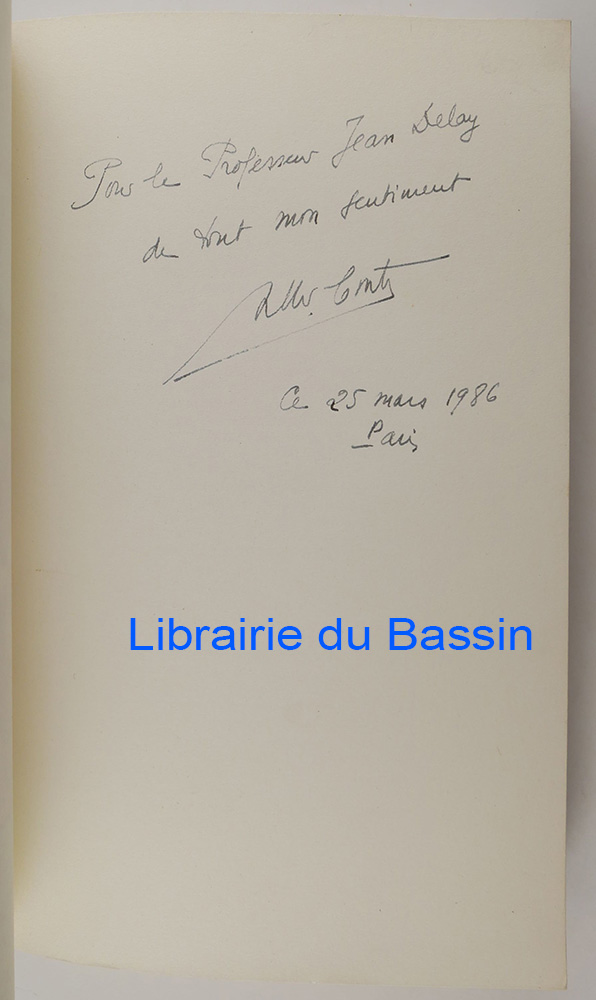 Pour le Professeur Jean Delay
de tout mon sentiment
Ce 25 mars 1986
Paris
Librairie du Bassin